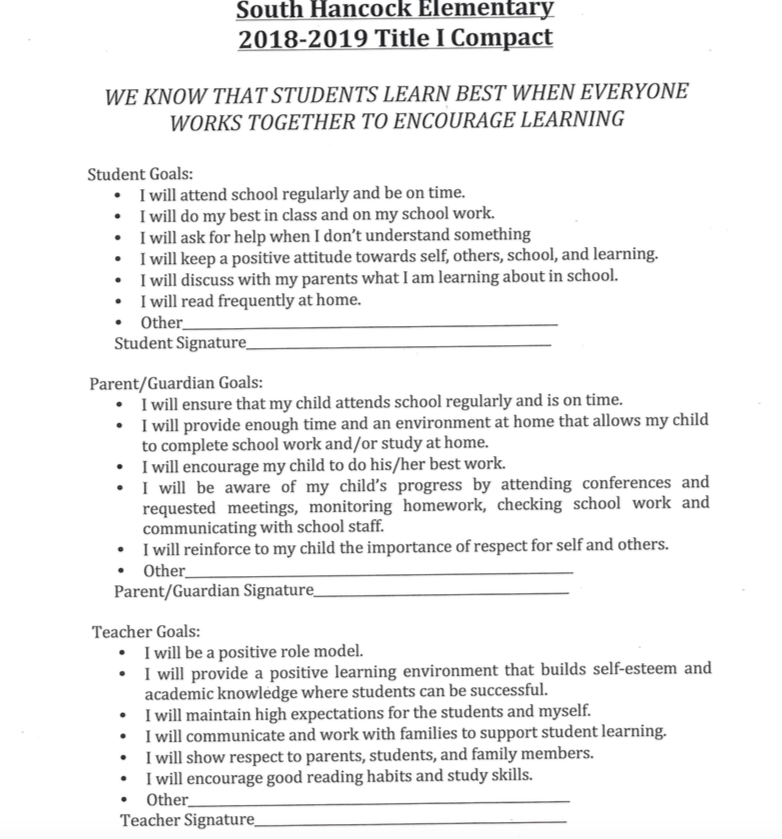 South Hancock Elementary
2018-2019 Title I Compact
WE KNOW THAT STUDENTS LEARN BEST WHEN EVERYONE
WORKS TOGETHER TO ENCOURAGE LEARNING
Student Goals:
• I will attend school regularly and be on time.
• I will do my best in class and on my school work.
• I will ask for help when I don't understand something
• I will keep a positive attitude towards self, others, school, and learning.
• I will discuss with my parents what I am learning about in school.
• I will read frequently at home.
• Other____________________
Student Signature____________________
Parent/Guardian Goals:
• I will ensure that my child attends school regularly and is on time.
• I will provide enough time and an environment at home that allows my child
to complete school work and/or study at home.
• I will encourage my child to do his/her best work.
• I will be aware of my child's progress by attending conferences and
requested meetings, monitoring homework, checking school work and
communicating with school staff.
• I will reinforce to my child the importance of respect for self and others.
• Other____________________
Parent/Guardian Signature____________________
Teacher Goals:
• I will be a positive role model.
• I will provide a positive learning environment that builds self-esteem and
academic knowledge where students can be successful.
• I will maintain high expectations for the students and myself.
• I will communicate and work with families to support student learning.
• I will show respect to parents, students, and family members.
• I will encourage good reading habits and study skills.
• Other____________________
Teacher Signature____________________